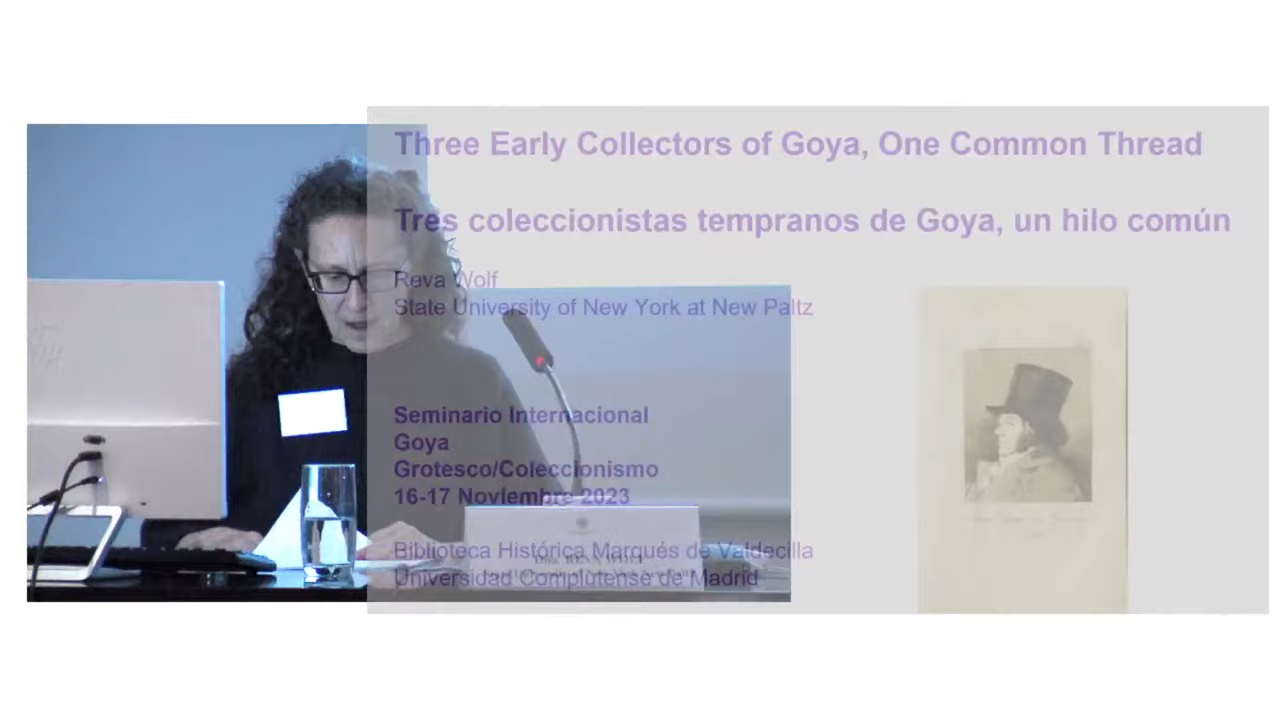 Three Early Collectors of Goya, One Common Thread
Tres coleccionistas tempranos de Goya, un hilo común
Reva Wolf
State University of New York at New Paltz
Seminario Internacional
Goya
Grotesco/Coleccionismo
16-17 Noviembre 2023
Biblioteca Histórica Marqués de Valdecilla
Universidad Complutense de Madrid